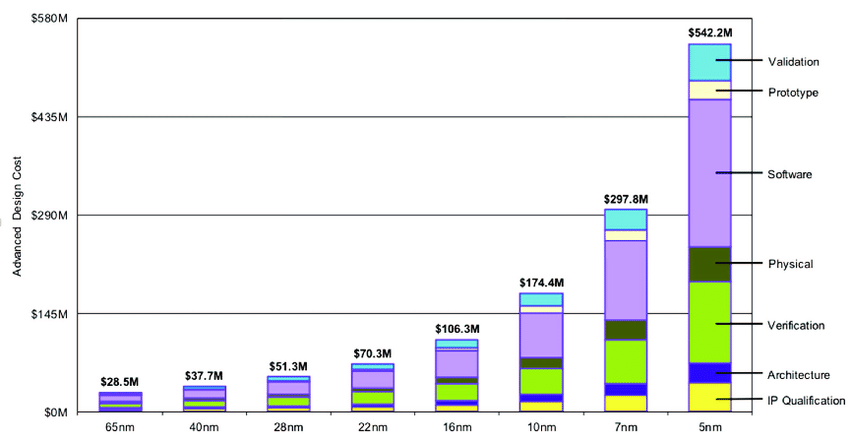 $580M
$435M
$290M
$145M
$0M
Advanced Design Cost
$28.5M
$37.7M
$51.3M
$70.3M
$106.3M
$174.4M
$297.8M
$542.2M
Validation
Prototype
Software
Physical
Verification
Architecture
IP Qualification
65nm 40nm 28nm 22nm 16nm 10nm 7nm 5nm